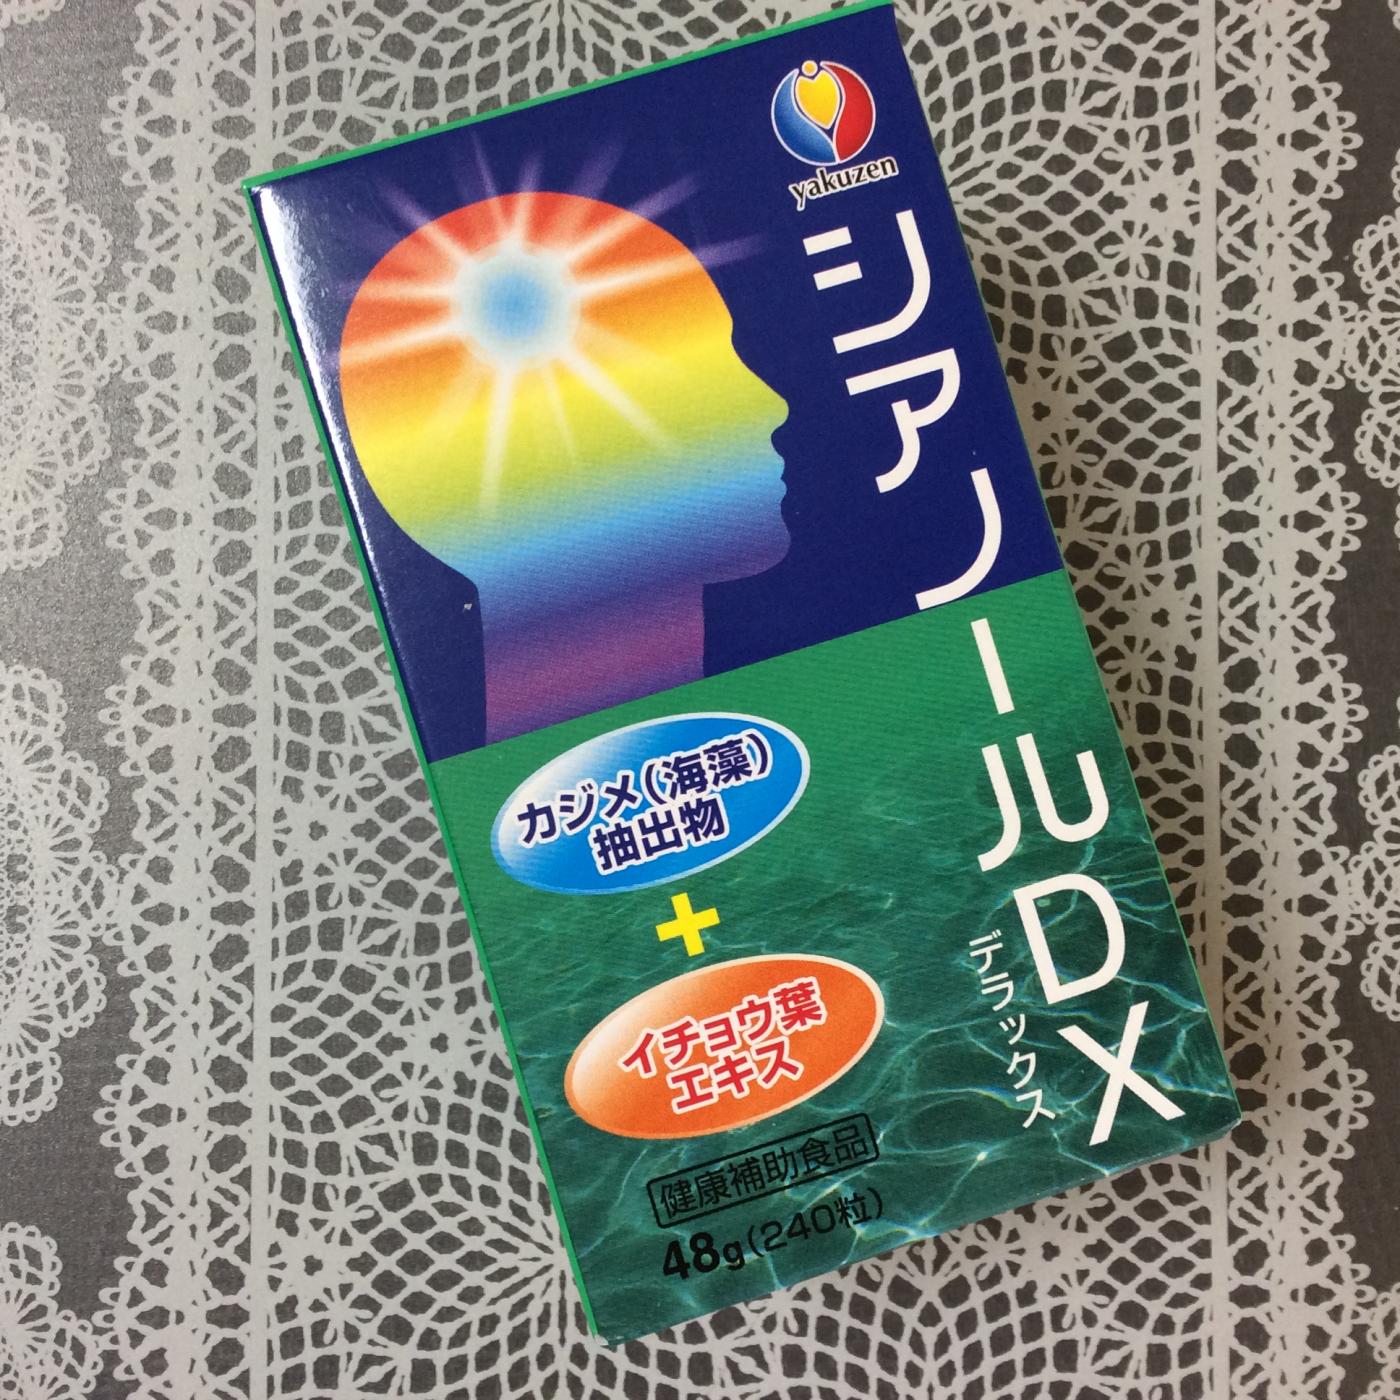 yakuzen
シアノールDX
デラックス
カジメ(海藻)
抽出物
+
イチョウ葉
エキス
健康補助食品
48g(240粒)